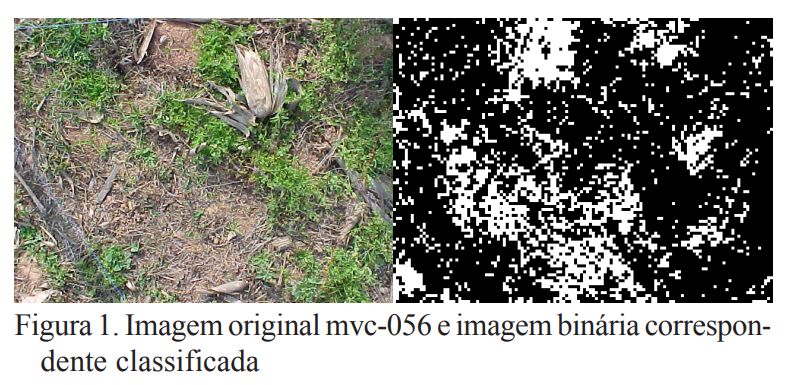 Figura 1. Imagem original mvc-056 e imagem binária correspon-
dente classificada